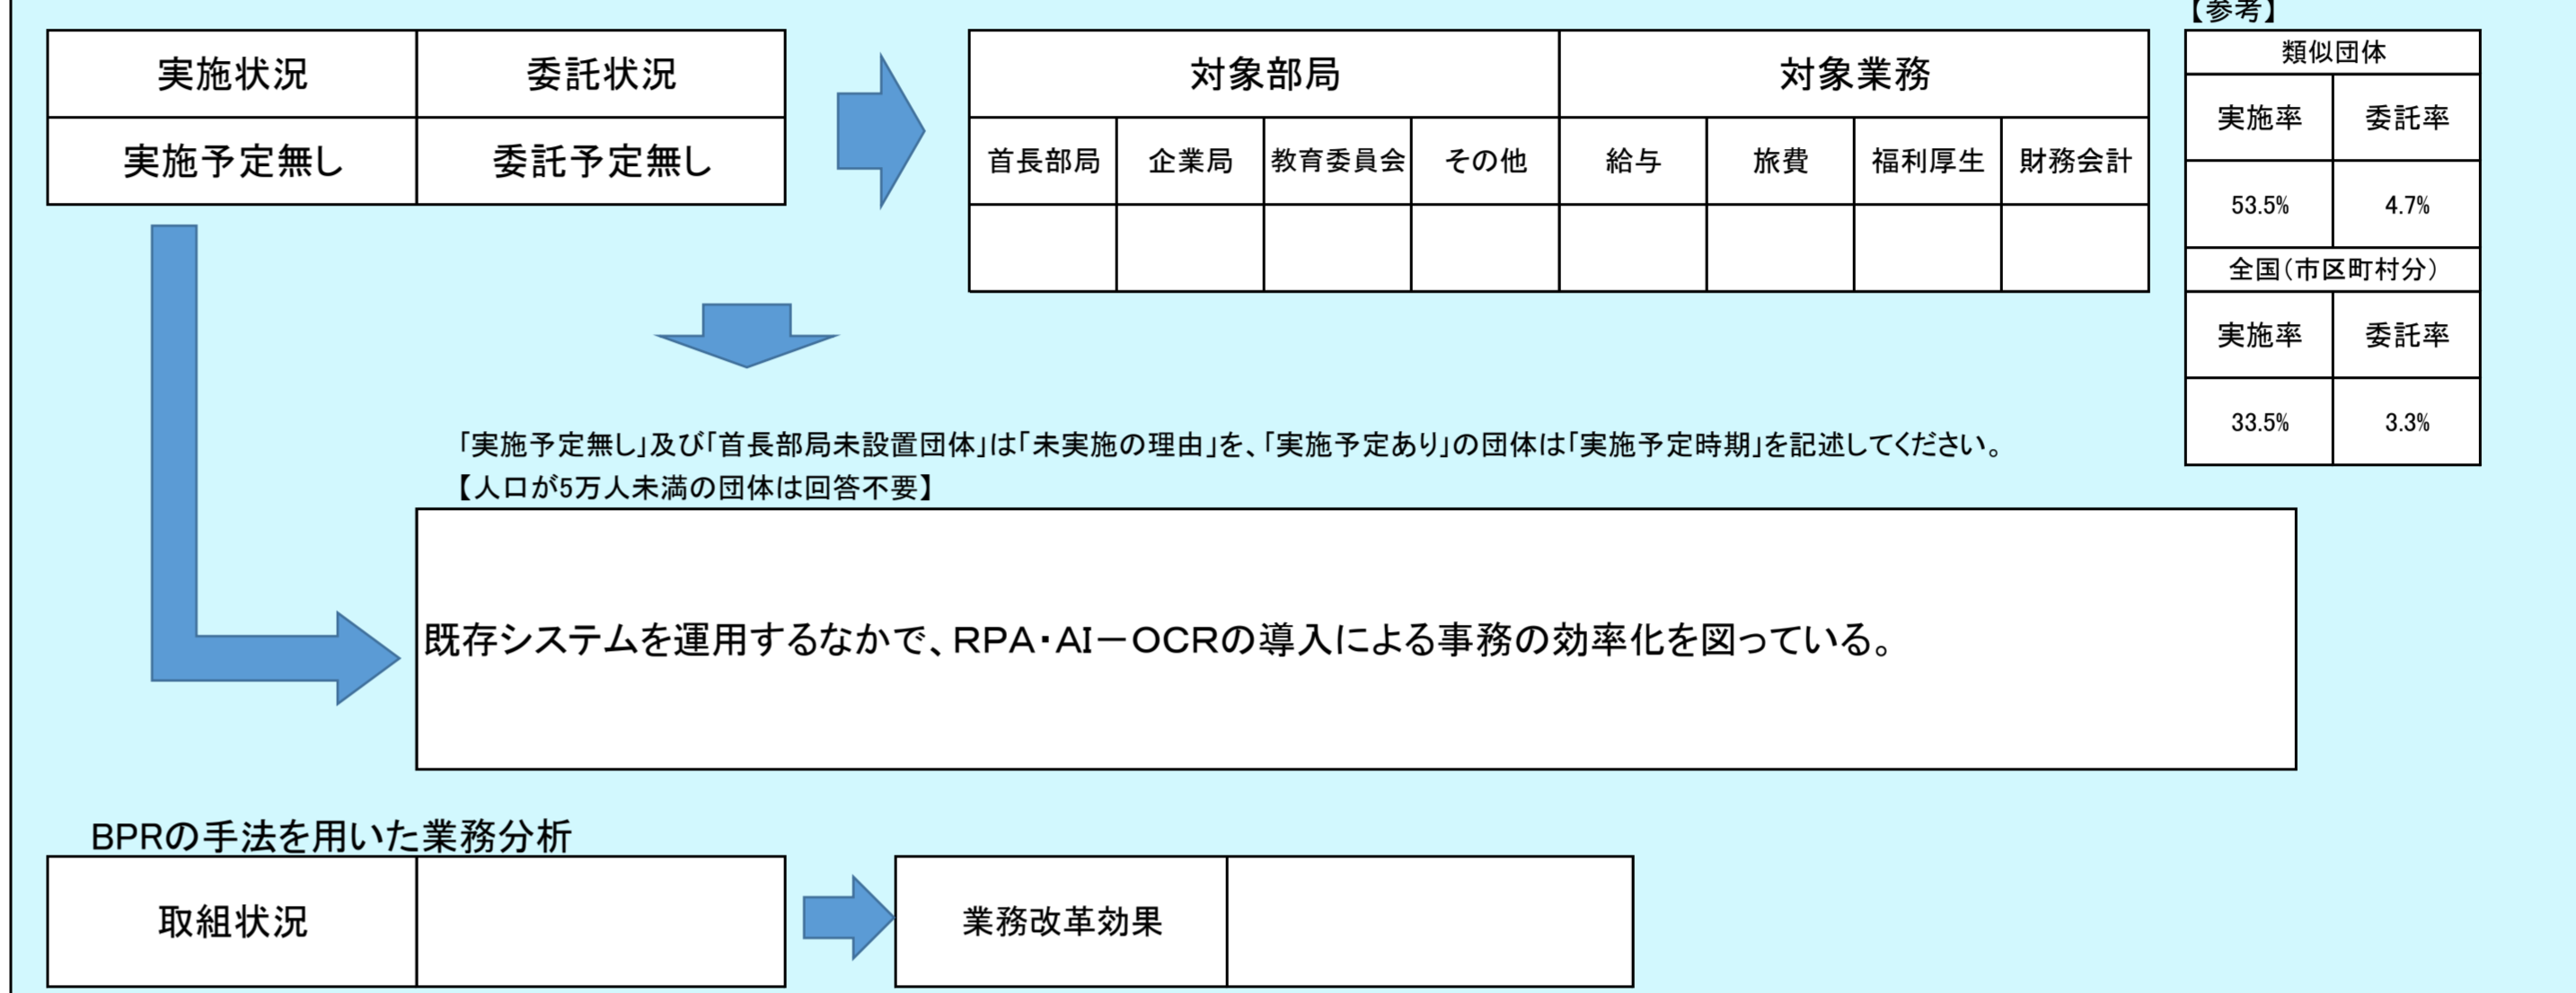 【参考】
実施状況 委託状況
実施予定無し 委託予定無し
対象部局 対象業務
首長部局 企業局 教育委員会 その他 給与 旅費 福利厚生 財務会計
類似団体
実施率 委託率
53.5% 4.7%
全国（市区町村分）
実施率 委託率
33.5% 3.3%
「実施予定無し」及び「首長部局未設置団体」は「未実施の理由」を、「実施予定あり」の団体は「実施予定時期」を記述してください。
【人口が5万人未満の団体は回答不要】
既存システムを運用するなかで、ＲＰＡ・ＡＩ－ＯＣＲの導入による事務の効率化を図っている。
BPRの手法を用いた業務分析
取組状況
業務改革効果